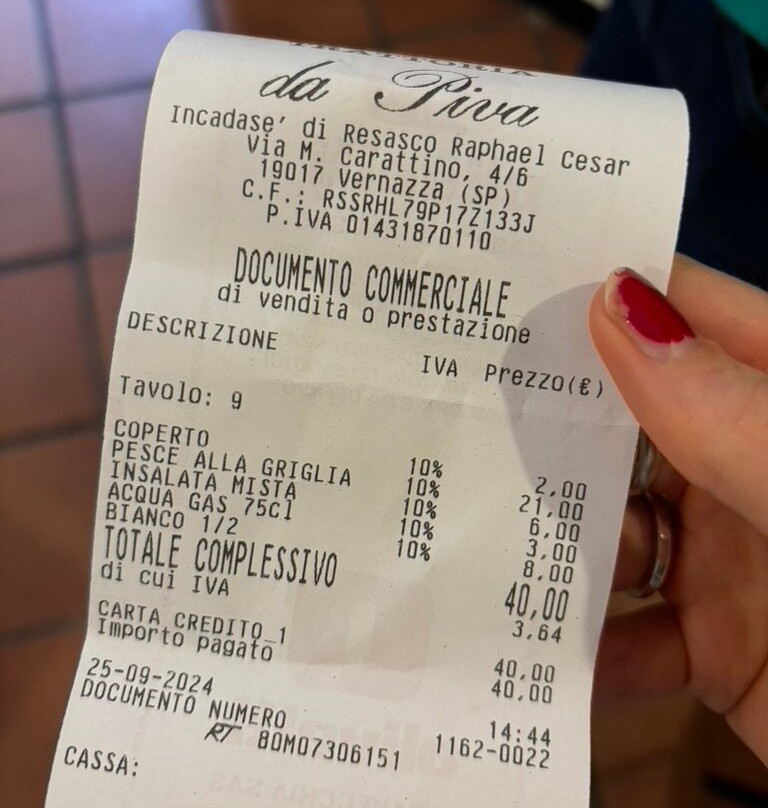 TRATTORIA
da Piva
Incadase' di Resasco Raphael Cesar
Via M. Carattino, 4/6
19017 Vernazza (SP)
C.F.: RSSRHL79P17Z133J
P.IVA 01431870110
DOCUMENTO COMMERCIALE
di vendita o prestazione
DESCRIZIONE IVA Prezzo(€)
Tavolo: 9
COPERTO 10% 2,00
PESCE ALLA GRIGLIA 10% 21,00
INSALATA MISTA 10% 6,00
ACQUA GAS 75Cl 10% 3,00
BIANCO 1/2 10% 8,00
TOTALE COMPLESSIVO 40,00
di cui IVA 3,64
CARTA CREDITO 1 40,00
Importo pagato 40,00
25-09-2024 14:44
DOCUMENTO NUMERO 1162-0022
RT 80M07306151
CASSA: